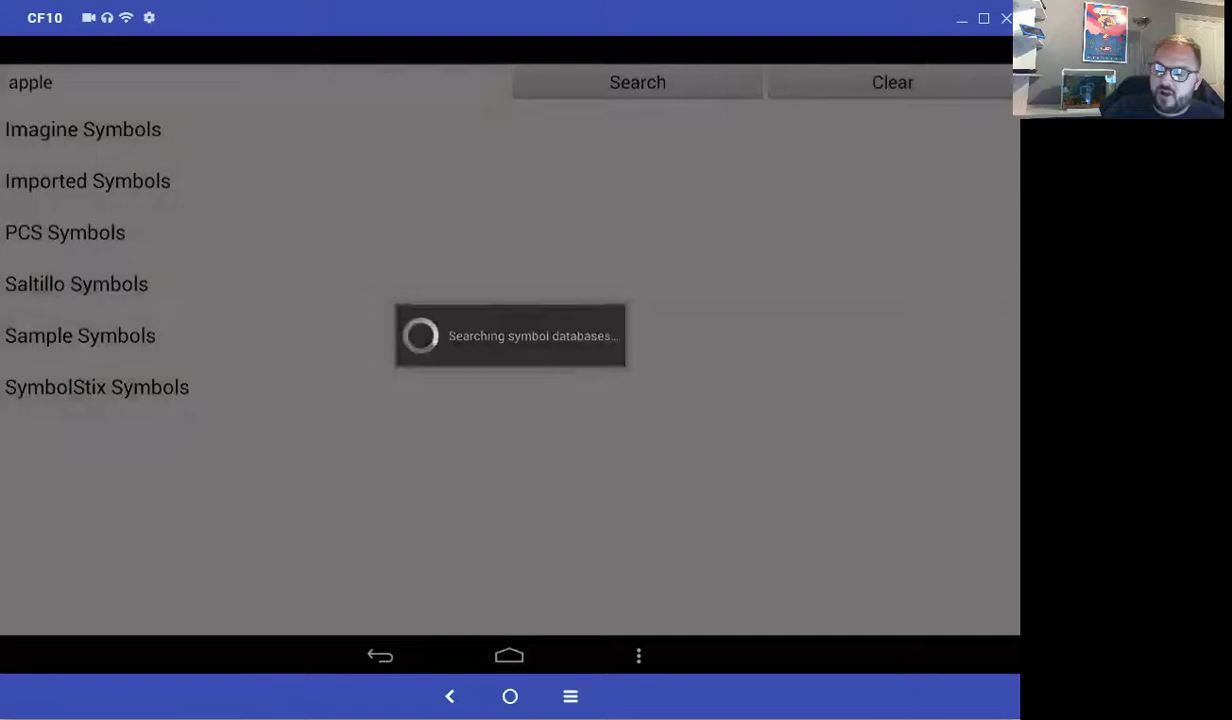 CF10
apple
Search
Clear
Imagine Symbols
Imported Symbols
PCS Symbols
Saltillo Symbols
Sample Symbols
SymbolStix Symbols
Searching symbol databases...